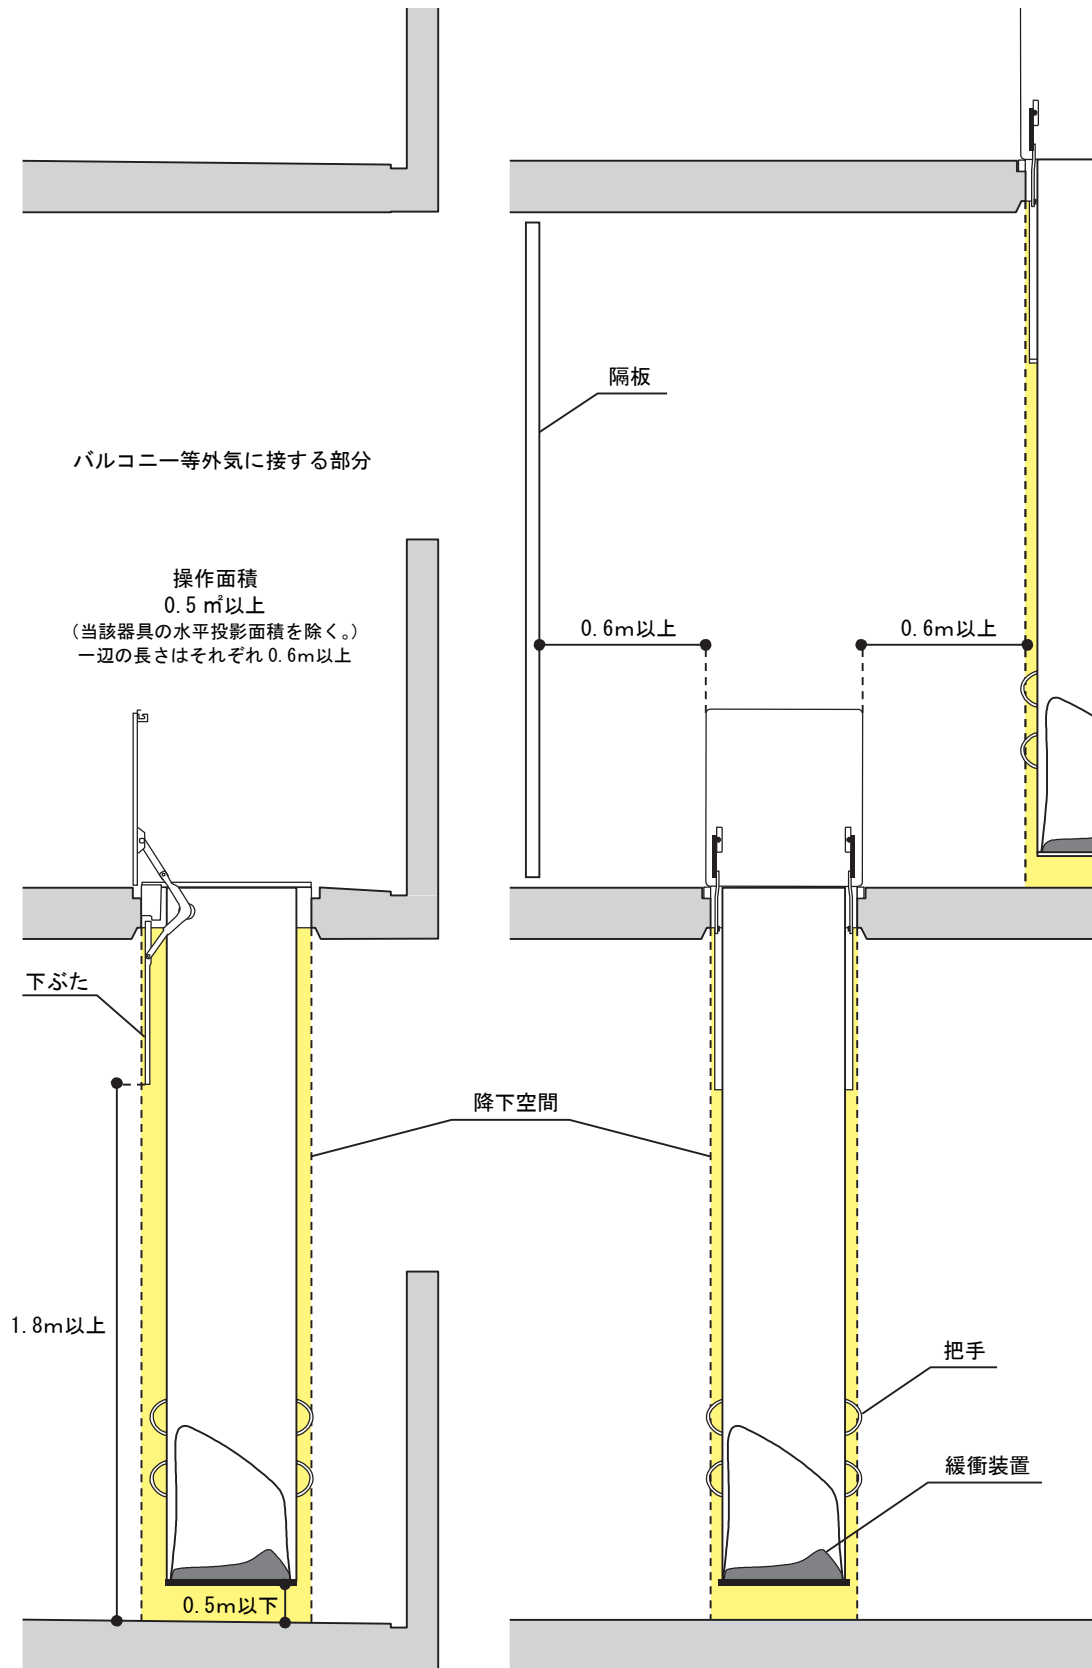 隔板
バルコニー等外気に接する部分
操作面積
0.5 ㎡以上
(当該器具の水平投影面積を除く。)
一辺の長さはそれぞれ0.6m以上
0.6m以上
0.6m以上
下ぶた
降下空間
1.8m以上
把手
緩衝装置
0.5m以下